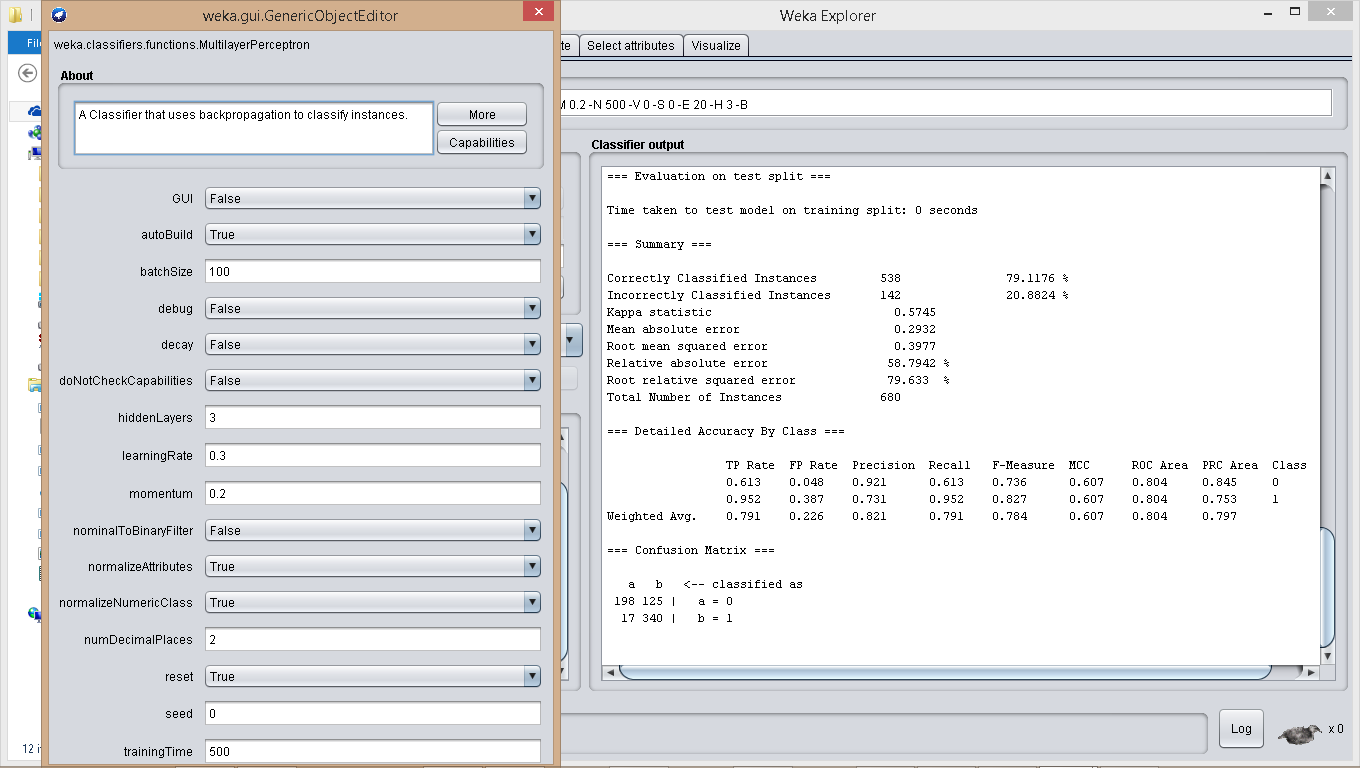 weka.gui.GenericObjectEditor
weka.classifiers.functions.MultilayerPerceptron
About
A Classifier that uses backpropagation to classify instances.
More
Capabilities
GUI False
autoBuild True
batchSize 100
debug False
decay False
doNotCheckCapabilities False
hiddenLayers 3
learningRate 0.3
momentum 0.2
nominalToBinaryFilter False
normalizeAttributes True
normalizeNumericClass True
numDecimalPlaces 2
reset True
seed 0
trainingTime 500
Weka Explorer
Select attributes Visualize
0.2 -N 500 -V 0 -S 0 -E 20 -H 3 -B
Classifier output
=== Evaluation on test split ===
Time taken to test model on training split: 0 seconds
=== Summary ===
Correctly Classified Instances 538 79.1176 %
Incorrectly Classified Instances 142 20.8824 %
Kappa statistic 0.5745
Mean absolute error 0.2932
Root mean squared error 0.3977
Relative absolute error 58.7942 %
Root relative squared error 79.633 %
Total Number of Instances 680
=== Detailed Accuracy By Class ===
TP Rate FP Rate Precision Recall F-Measure MCC ROC Area PRC Area Class
0.613 0.048 0.921 0.613 0.736 0.607 0.804 0.845 0
0.952 0.387 0.731 0.952 0.827 0.607 0.804 0.753 1
Weighted Avg. 0.791 0.226 0.821 0.791 0.784 0.607 0.804 0.797
=== Confusion Matrix ===
a b <-- classified as
198 125 | a = 0
17 340 | b = 1
Log
x 0
12